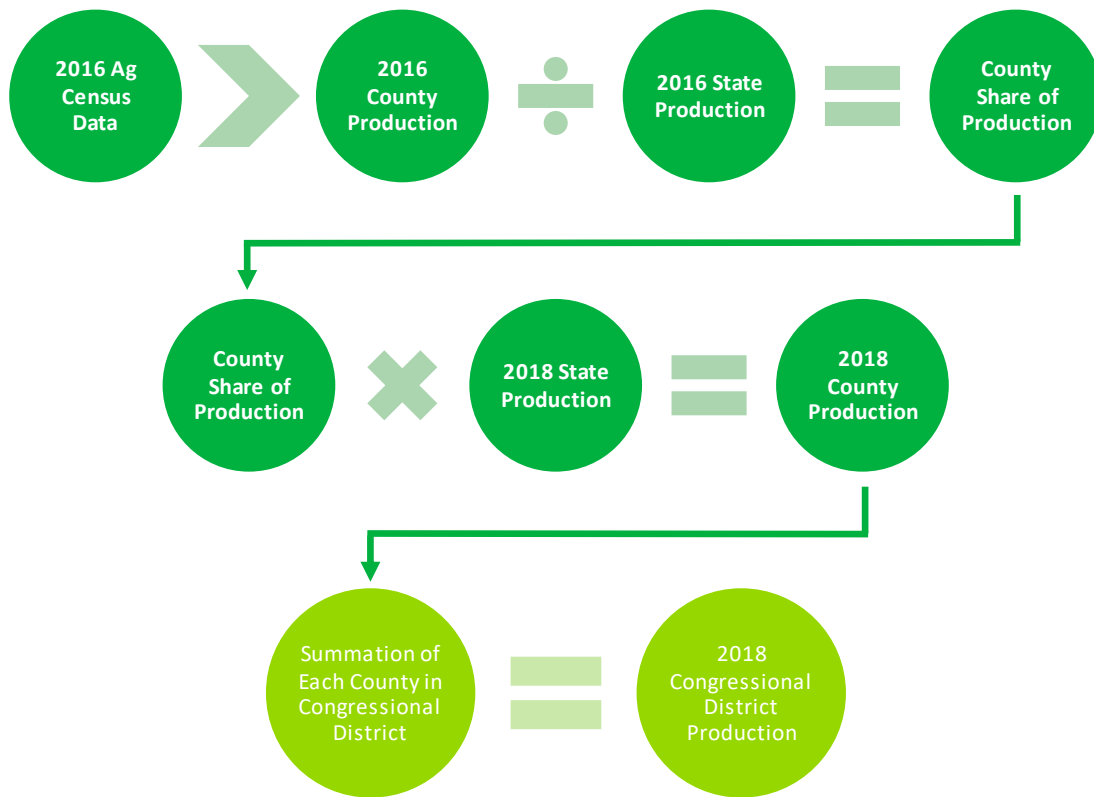 2016 Ag
Census
Data
2016
County
Production
2016 State
Production
County
Share of
Production
County
Share of
Production
2018 State
Production
2018
County
Production
Summation of
Each County in
Congressional
District
2018
Congressional
District
Production